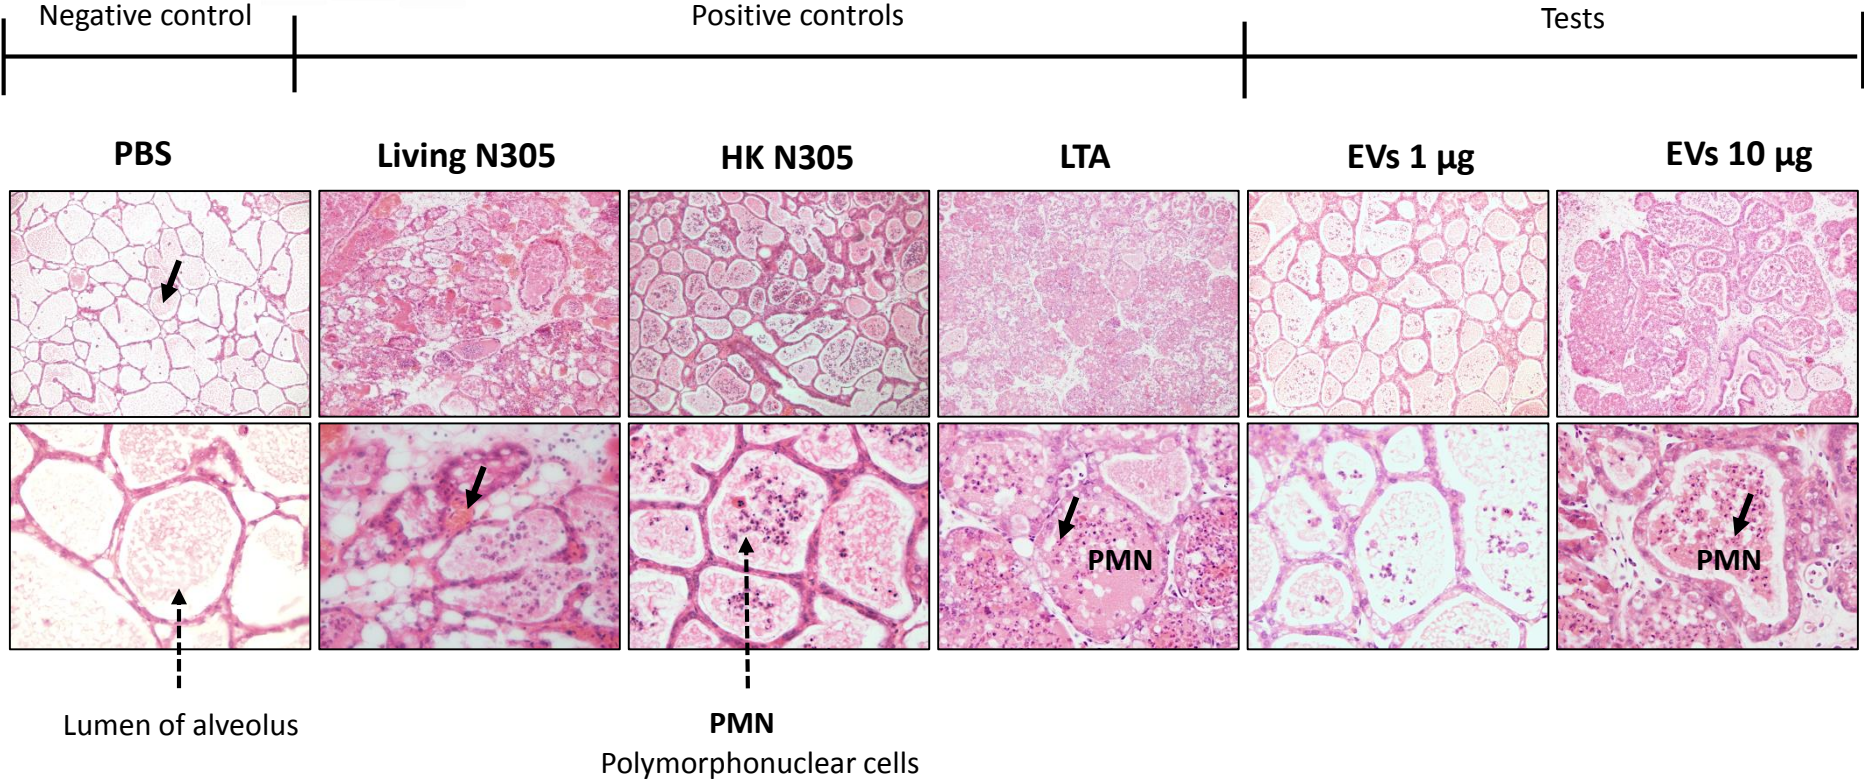 Negative control
Positive controls
Tests
PBS
Living N305
HK N305
LTA
EVs 1 µg
EVs 10 µg
PMN
PMN
Lumen of alveolus
PMN
Polymorphonuclear cells